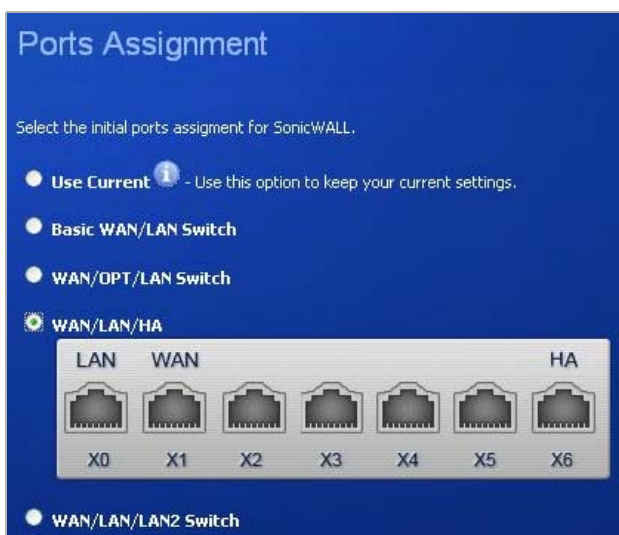 Ports Assignment
Select the initial ports assigment for SonicWALL.
Use Current i - Use this option to keep your current settings.
Basic WAN/LAN Switch
WAN/OPT/LAN Switch
WAN/LAN/HA
LAN WAN HA
X0 X1 X2 X3 X4 X5 X6
WAN/LAN/LAN2 Switch